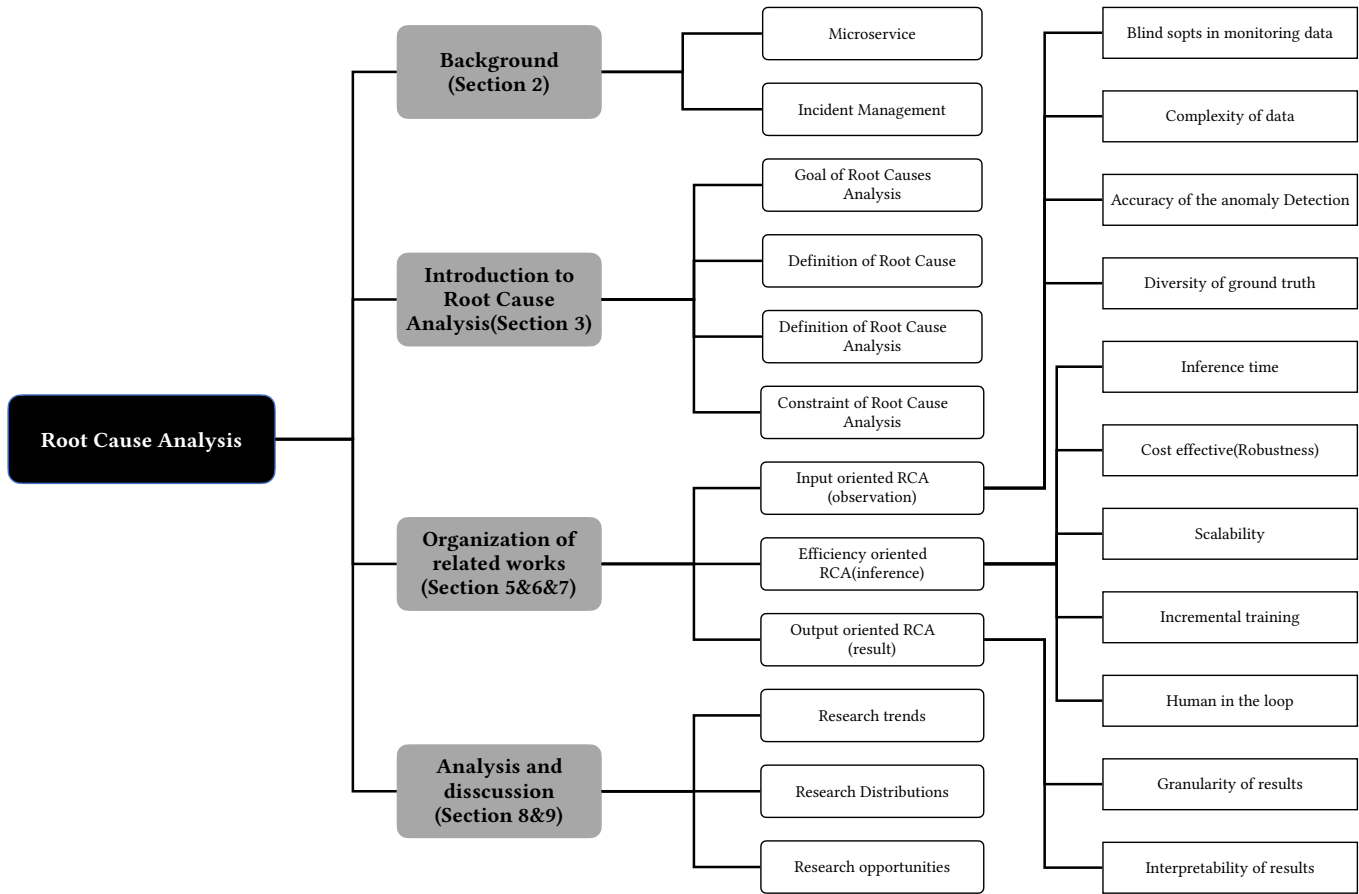 Root Cause Analysis
Background
(Section 2)
Microservice
Incident Management
Introduction to
Root Cause
Analysis(Section 3)
Goal of Root Causes
Analysis
Definition of Root Cause
Definition of Root Cause
Analysis
Constraint of Root Cause
Analysis
Organization of
related works
(Section 5&6&7)
Input oriented RCA
(observation)
Blind sopts in monitoring data
Complexity of data
Accuracy of the anomaly Detection
Diversity of ground truth
Efficiency oriented
RCA(inference)
Inference time
Cost effective(Robustness)
Scalability
Incremental training
Human in the loop
Output oriented RCA
(result)
Granularity of results
Interpretability of results
Analysis and
disscussion
(Section 8&9)
Research trends
Research Distributions
Research opportunities